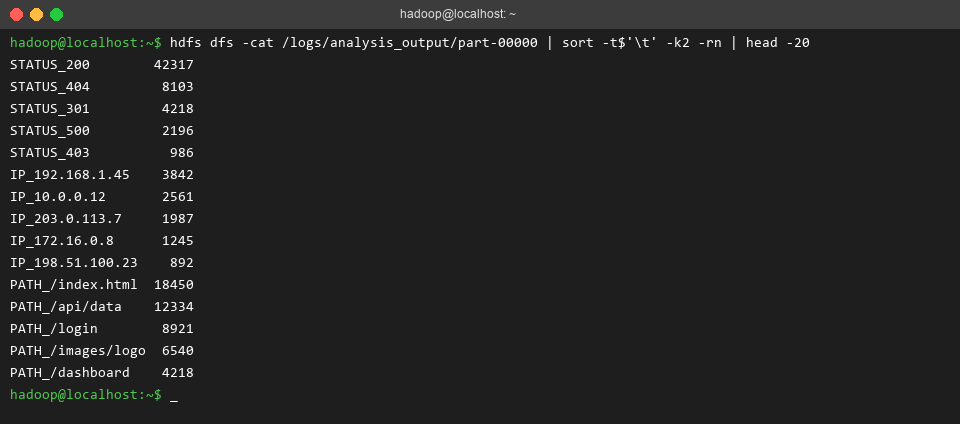 hadoop@localhost: ~
hadoop@localhost:~$ hdfs dfs -cat /logs/analysis_output/part-00000 | sort -t$'\t' -k2 -rn | head -20
STATUS_200        42317
STATUS_404         8103
STATUS_301         4218
STATUS_500         2196
STATUS_403          986
IP_192.168.1.45    3842
IP_10.0.0.12       2561
IP_203.0.113.7     1987
IP_172.16.0.8      1245
IP_198.51.100.23    892
PATH_/index.html  18450
PATH_/api/data    12334
PATH_/login        8921
PATH_/images/logo  6540
PATH_/dashboard    4218
hadoop@localhost:~$ _